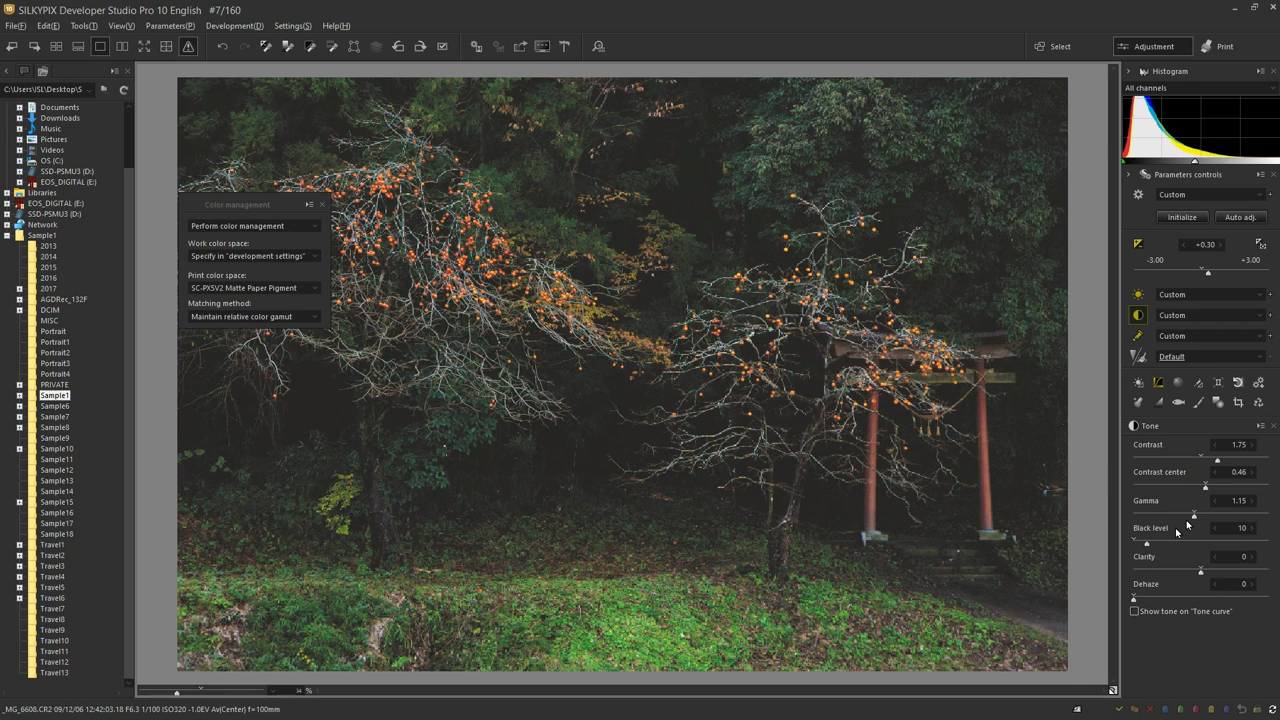 SILKYPIX Developer Studio Pro 10 English   #7/160
File(F) Edit(E) Tools(T) View(V) Parameters(P) Development(D) Settings(S) Help(H)
Select Adjustment Print
Histogram
All channels
C:\Users\ISL\Desktop\S
Documents
Downloads
Music
Pictures
Videos
OS (C:)
SSD-PSMU3 (D:)
EOS_DIGITAL (E:)
Libraries
EOS_DIGITAL (E:)
SSD-PSMU3 (D:)
Network
Sample1
2013
2014
2015
2016
2017
AGDRec_132F
DCIM
MISC
Portrait
Portrait1
Portrait2
Portrait3
Portrait4
PRIVATE
Sample1
Sample6
Sample7
Sample8
Sample9
Sample10
Sample11
Sample12
Sample13
Sample14
Sample15
Sample16
Sample17
Sample18
Travel1
Travel2
Travel3
Travel4
Travel5
Travel6
Travel7
Travel8
Travel9
Travel10
Travel11
Travel12
Travel13
Color management
Perform color management
Work color space:
Specify in "development settings"
Print color space:
SC-PX5V2 Matte Paper Pigment
Matching method:
Maintain relative color gamut
Parameters controls
Custom
Initialize Auto adj.
+0.30
-3.00 +3.00
Custom
Custom
Custom
Default
Tone
Contrast 1.75
Contrast center 0.46
Gamma 1.15
Black level 10
Clarity 0
Dehaze 0
Show tone on "Tone curve"
34 %
_MG_6608.CR2 09/12/06 12:42:03.18 F6.3 1/100 ISO320 -1.0EV Av(Center) f=100mm